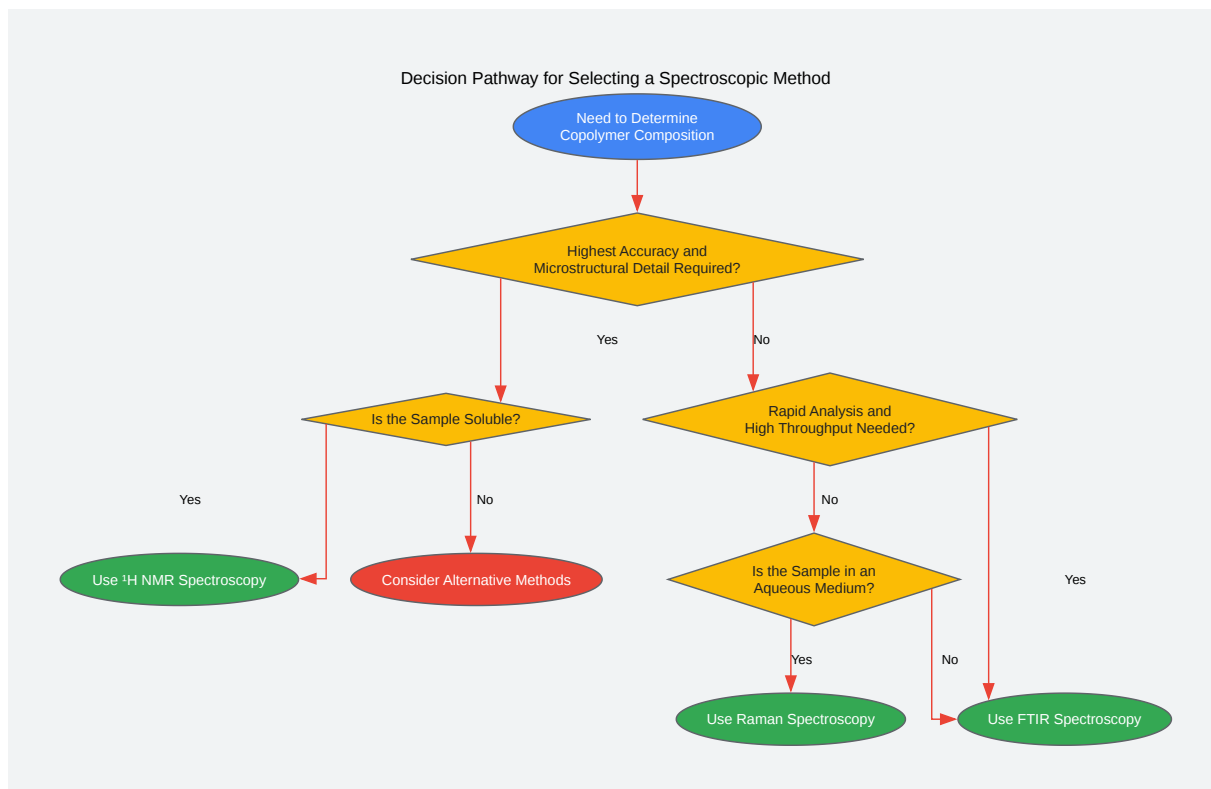 Decision Pathway for Selecting a Spectroscopic Method
Need to Determine
Copolymer Composition
Highest Accuracy and
Microstructural Detail Required?
Yes
No
Is the Sample Soluble?
Rapid Analysis and
High Throughput Needed?
Yes
No
No
Use ¹H NMR Spectroscopy
Consider Alternative Methods
Is the Sample in an
Aqueous Medium?
Yes
Yes
No
Use Raman Spectroscopy
Use FTIR Spectroscopy